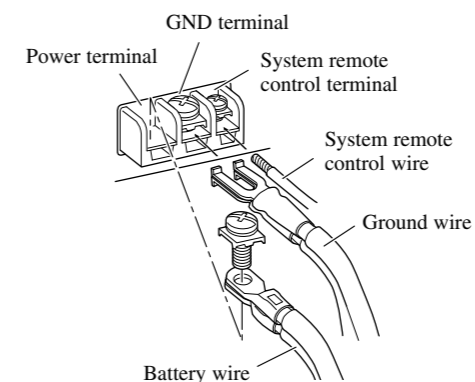 GND terminal
Power terminal
System remote
control terminal
System remote
control wire
Ground wire
Battery wire